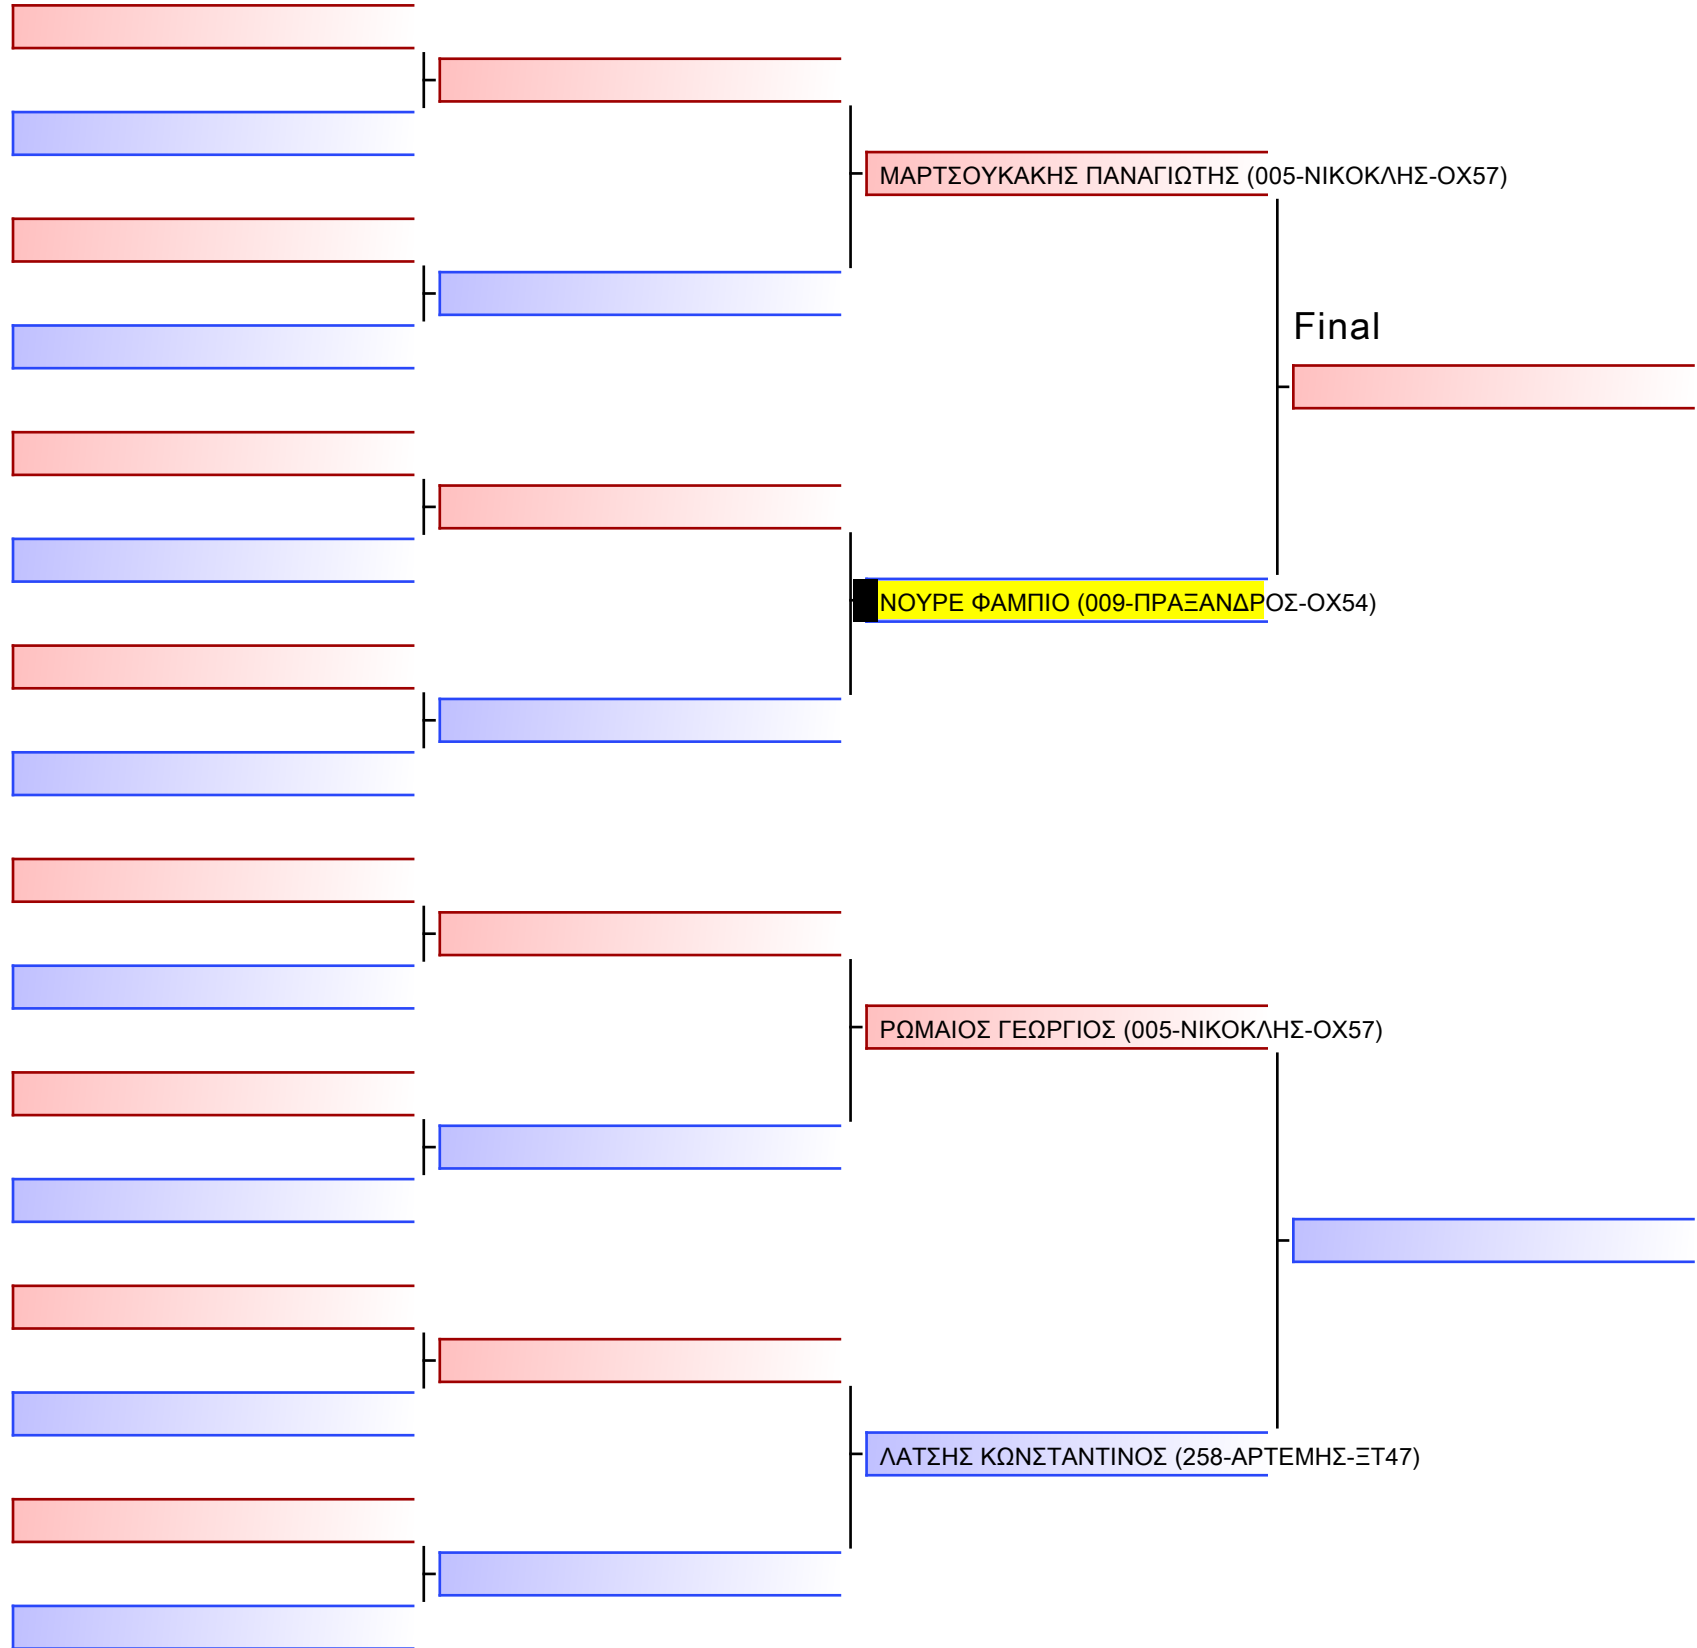 ΜΑΡΤΣΟΥΚΑΚΗΣ ΠΑΝΑΓΙΩΤΗΣ (005-ΝΙΚΟΚΛΗΣ-ΟΧ57)
Final
ΝΟΥΡΕ ΦΑΜΠΙΟ (009-ΠΡΑΞΑΝΔΡΟΣ-ΟΧ54)
ΡΩΜΑΙΟΣ ΓΕΩΡΓΙΟΣ (005-ΝΙΚΟΚΛΗΣ-ΟΧ57)
ΛΑΤΣΗΣ ΚΩΝΣΤΑΝΤΙΝΟΣ (258-ΑΡΤΕΜΗΣ-ΞΤ47)